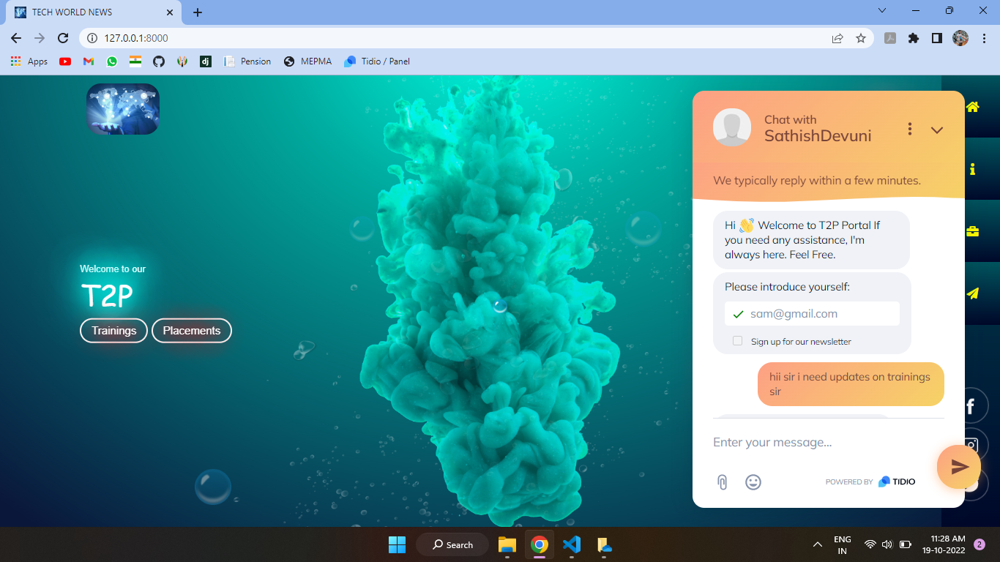 TECH WORLD NEWS
127.0.0.1:8000
Apps
dj
Pension
MEPMA
Tidio / Panel
Chat with
SathishDevuni
We typically reply within a few minutes.
Hi 👋 Welcome to T2P Portal If
you need any assistance, I'm
always here. Feel Free.
Please introduce yourself:
sam@gmail.com
Sign up for our newsletter
hii sir i need updates on trainings
sir
Enter your message...
POWERED BY TIDIO
Welcome to our
T2P
Trainings Placements
Search
ENG
IN
11:28 AM
19-10-2022
2